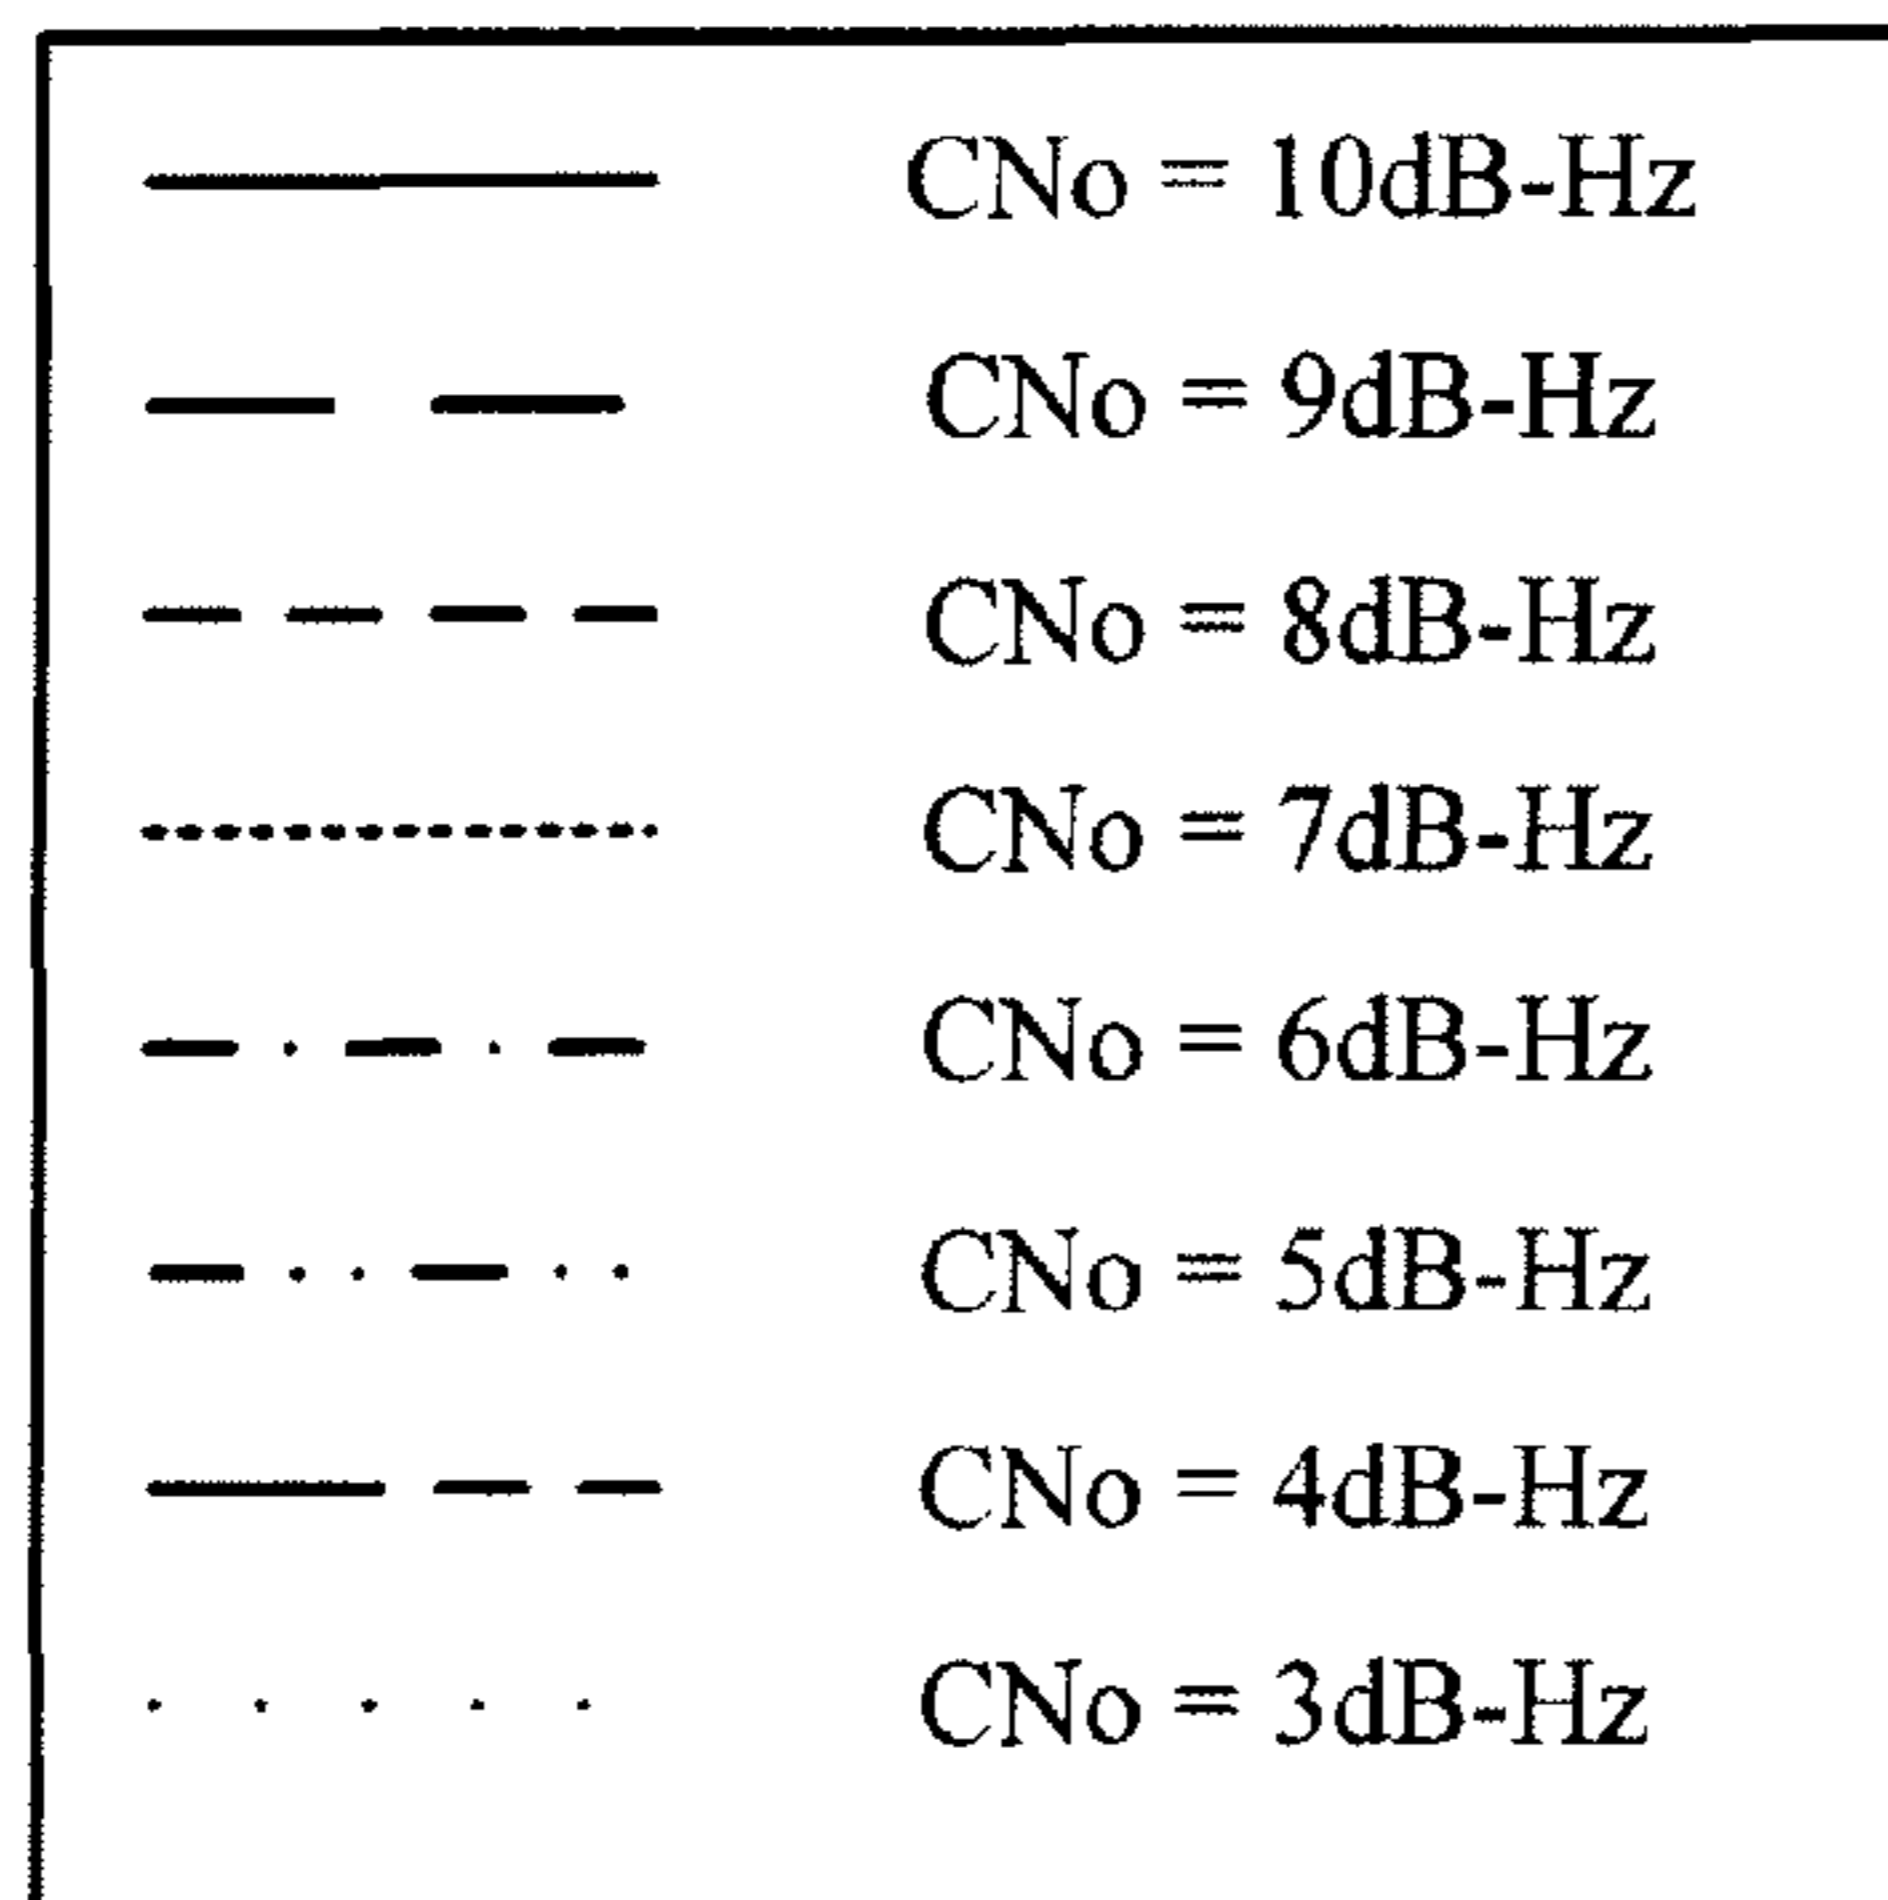 CNo = 10dB-Hz
CNo = 9dB-Hz
CNo = 8dB-Hz
CNo = 7dB-Hz
CNo = 6dB-Hz
CNo = 5dB-Hz
CNo = 4dB-Hz
CNo = 3dB-Hz